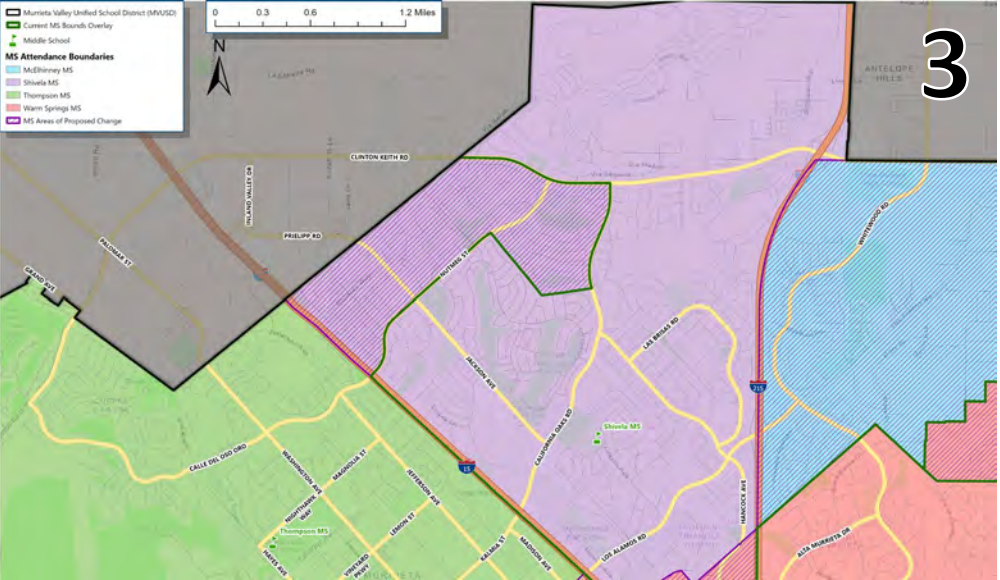 Murrieta Valley Unified School District (MVUSD)
Current MS Bounds Overlay
Middle School
MS Attendance Boundaries
McElhinney MS
Shivela MS
Thompson MS
Warm Springs MS
MS Areas of Proposed Change
0 0.3 0.6 1.2 Miles
N
3
ANTELOPE
HILLS
CLINTON KEITH RD
INLAND VALLEY DR
PRIELIPP RD
PALOMAR ST
GRAND AVE
NUTMEG ST
WHITEWOOD RD
LAS BRISAS RD
JACKSON AVE
215
CALIFORNIA OAKS RD
Shivela MS
CALLE DEL OSO ORO
WASHINGTON AVE
MAGNOLIA ST
15
JEFFERSON AVE
NIGHTHAWK
WAY
HANCOCK AVE
LEMON ST
Thompson MS
KALMIA ST
MADISON AVE
LOS ALAMOS RD
ALTA MURRIETA DR
HAYES AVE
VINEYARD
PKWY
MURRIETA